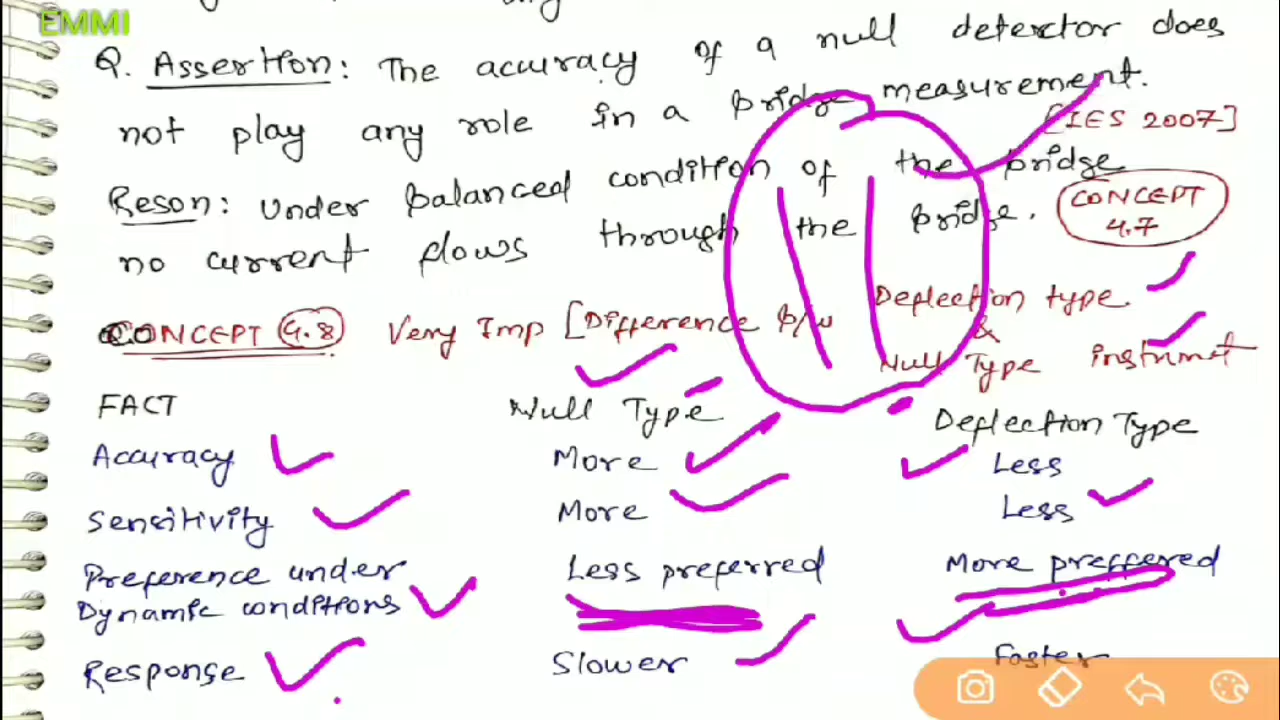 EMMI
Q. Assertion: The accuracy of a null detector does
not play any role in a bridge measurement.
[IES 2007]
Reson: Under balanced condition of the bridge
no current flows through the bridge.
CONCEPT 4.7
CONCEPT 4.8 Very Imp [Difference b/w Deflection type
&
Null Type instrumet
FACT Null Type Deflection Type
Accuracy More Less
Sensitivity More Less
Preference under Less preferred More preffered
Dynamic conditions
Response Slower Faster